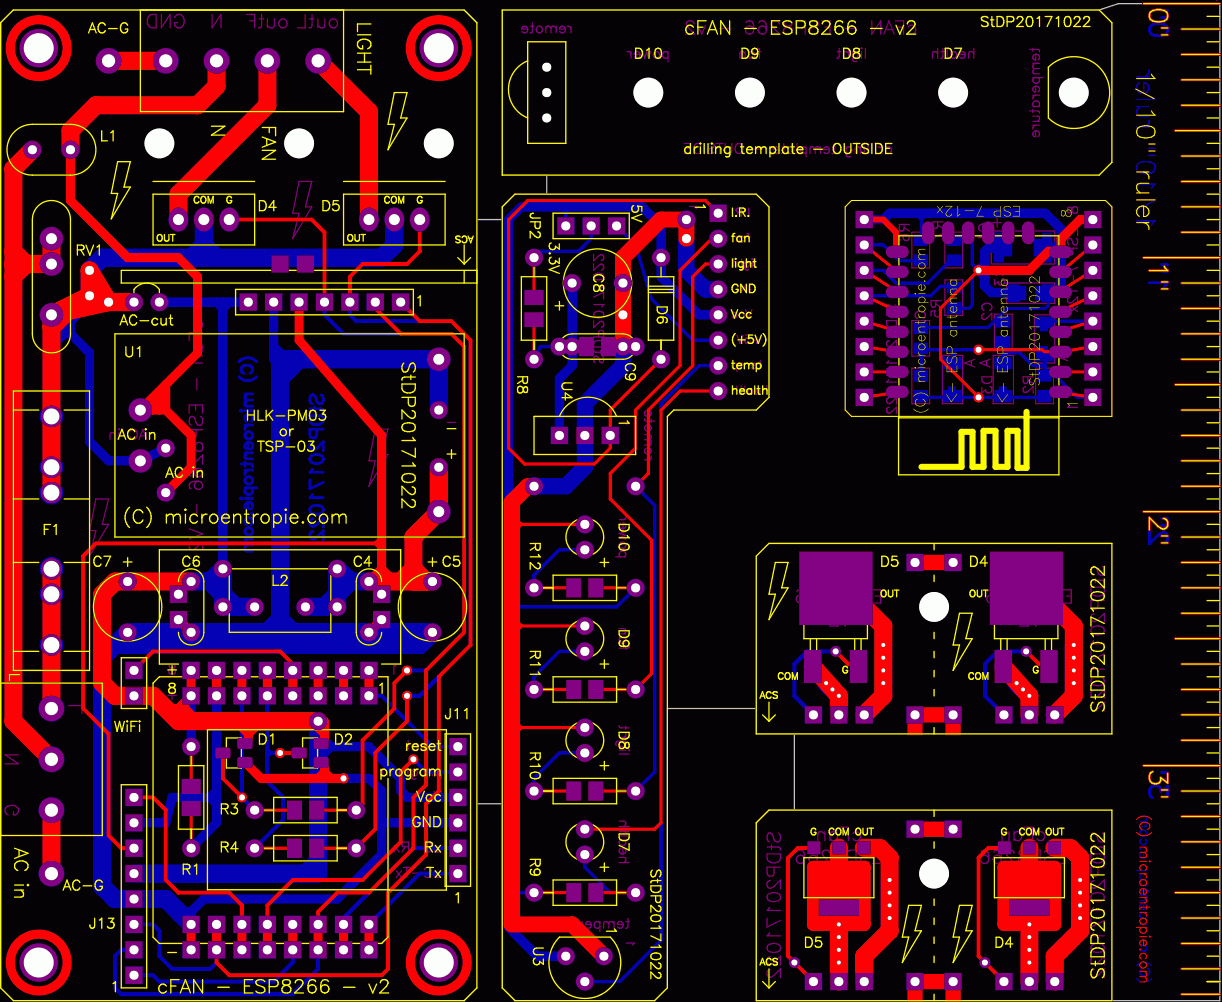 AC-G
GND
N
outF
outL
LIGHT
L1
N
FAN
COM
G
D4
OUT
D5
COM
G
OUT
ACS
RV1
AC-cut
1
U1
HLK-PM03
or
TSP-03
StDP20171022
AC in
AC in
- +
(C) microentropie.com
F1
C7
+
C6
L2
C4
+
C5
+
8
1
WiFi
J11
D1
D2
reset
program
Vcc
GND
Rx
Tx
1
R3
R4
R1
L
N
G
AC in
AC-G
J13
1
-
cFAN - ESP8266 - v2
cFAN - ESP8266 - v2
StDP20171022
remote
D10
D9
D8
D7
health
temperature
drilling template - OUTSIDE
JP2
5V
3.3V
C8
+
D6
R8
U4
C9
1
1
I.R.
fan
light
GND
Vcc
(+5V)
temp
health
D10
R12
+
D9
R11
+
D8
R10
+
D7
R9
+
StDP20171022
U3
1
ESP 7-12x
(C) microentropie.com
<- ESP antenna
StDP20171022
D5
D4
OUT
OUT
COM
G
COM
G
ACS
StDP20171022
G
COM
OUT
G
COM
OUT
D5
D4
ACS
StDP20171022
StDP20171022
0"
1/10" ruler
1"
2"
3"
(C) microentropie.com